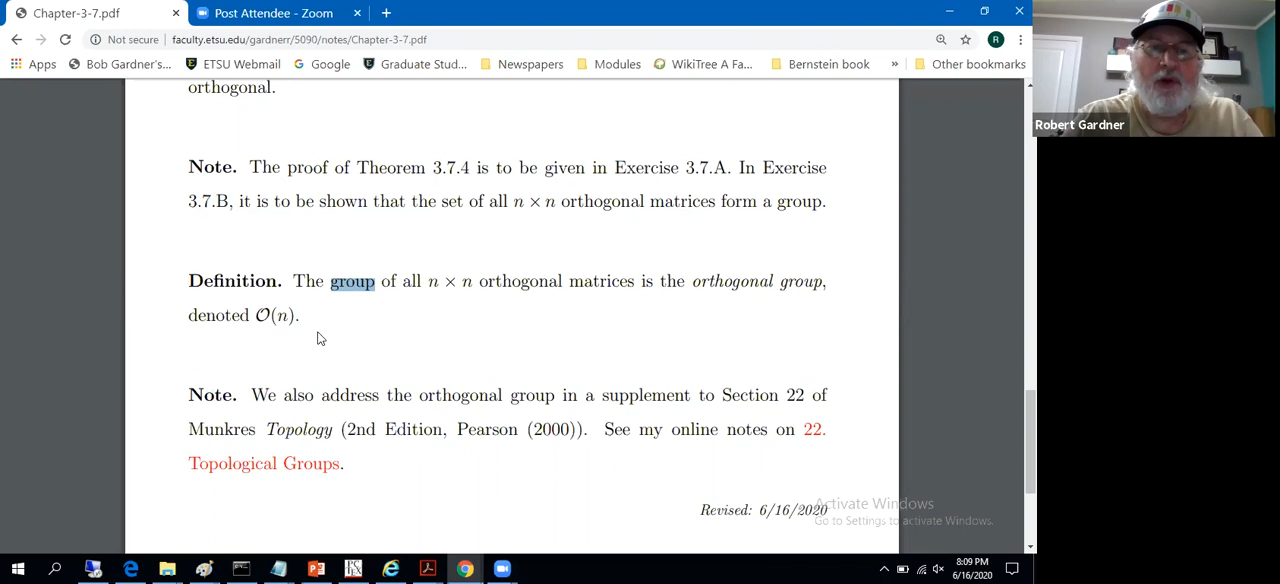 Chapter-3-7.pdf
Post Attendee - Zoom
Not secure | faculty.etsu.edu/gardnerr/5090/notes/Chapter-3-7.pdf
R
Apps Bob Gardner's... ETSU Webmail Google Graduate Stud... Newspapers Modules WikiTree A Fa... Bernstein book » Other bookmarks
Robert Gardner
orthogonal.
Note. The proof of Theorem 3.7.4 is to be given in Exercise 3.7.A. In Exercise
3.7.B, it is to be shown that the set of all n × n orthogonal matrices form a group.
Definition. The group of all n × n orthogonal matrices is the orthogonal group,
denoted 𝒪(n).
Note. We also address the orthogonal group in a supplement to Section 22 of
Munkres Topology (2nd Edition, Pearson (2000)). See my online notes on 22.
Topological Groups.
Revised: 6/16/2020
Activate Windows
Go to Settings to activate Windows.
8:09 PM
6/16/2020